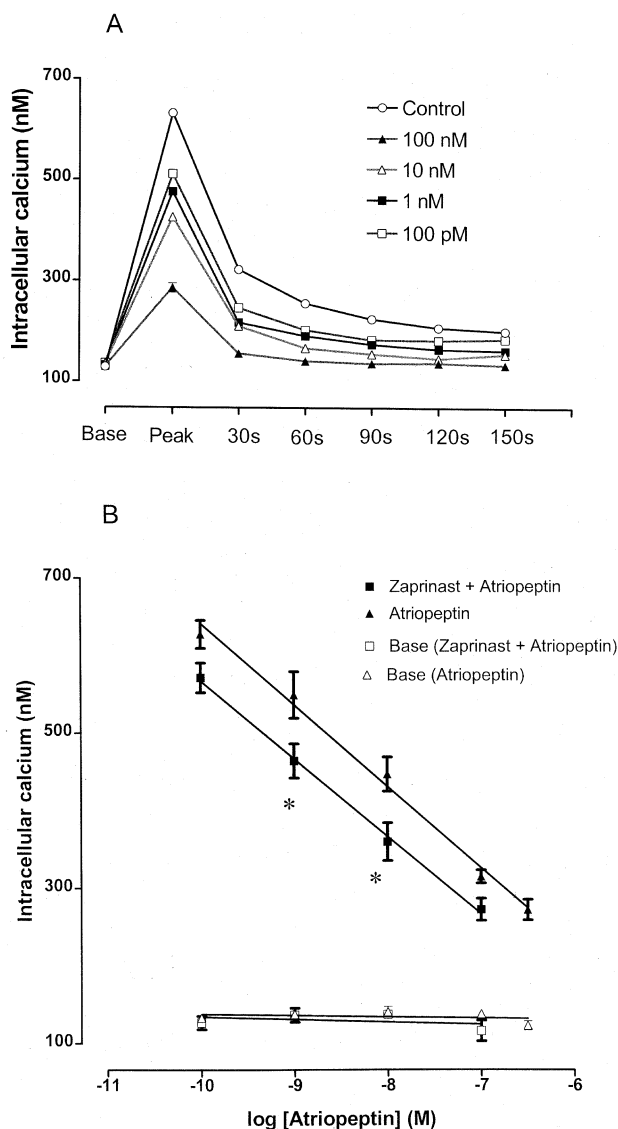 A
Intracellular calcium (nM)
700
500
300
100
Control
100 nM
10 nM
1 nM
100 pM
Base Peak 30s 60s 90s 120s 150s
B
Intracellular calcium (nM)
700
500
300
100
Zaprinast + Atriopeptin
Atriopeptin
Base (Zaprinast + Atriopeptin)
Base (Atriopeptin)
*
*
-11 -10 -9 -8 -7 -6
log [Atriopeptin] (M)